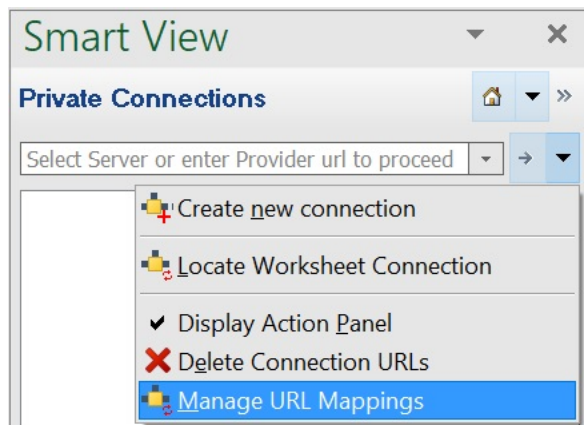 Smart View
Private Connections
Select Server or enter Provider url to proceed
Create new connection
Locate Worksheet Connection
Display Action Panel
Delete Connection URLs
Manage URL Mappings